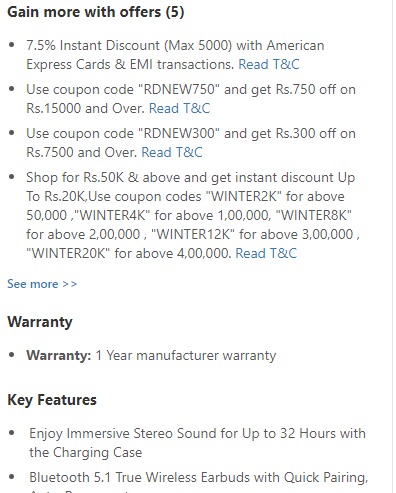 Gain more with offers (5)
7.5% Instant Discount (Max 5000) with American
Express Cards & EMI transactions. Read T&C
Use coupon code "RDNEW750" and get Rs.750 off on
Rs.15000 and Over. Read T&C
Use coupon code "RDNEW300" and get Rs.300 off on
Rs.7500 and Over. Read T&C
Shop for Rs.50K & above and get instant discount Up
To Rs.20K,Use coupon codes "WINTER2K" for above
50,000 ,"WINTER4K" for above 1,00,000, "WINTER8K"
for above 2,00,000 , "WINTER12K" for above 3,00,000 ,
"WINTER20K" for above 4,00,000. Read T&C
See more >>
Warranty
Warranty: 1 Year manufacturer warranty
Key Features
Enjoy Immersive Stereo Sound for Up to 32 Hours with
the Charging Case
Bluetooth 5.1 True Wireless Earbuds with Quick Pairing,